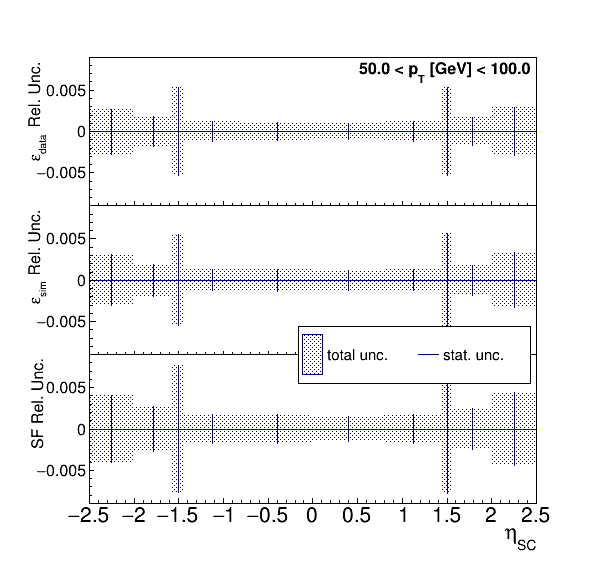 50.0 < p_T [GeV] < 100.0
ε_data Rel. Unc.
0.005
0
−0.005
ε_sim Rel. Unc.
0.005
0
−0.005
total unc.
stat. unc.
SF Rel. Unc.
0.005
0
−0.005
−2.5 −2 −1.5 −1 −0.5 0 0.5 1 1.5 2 2.5
η_SC